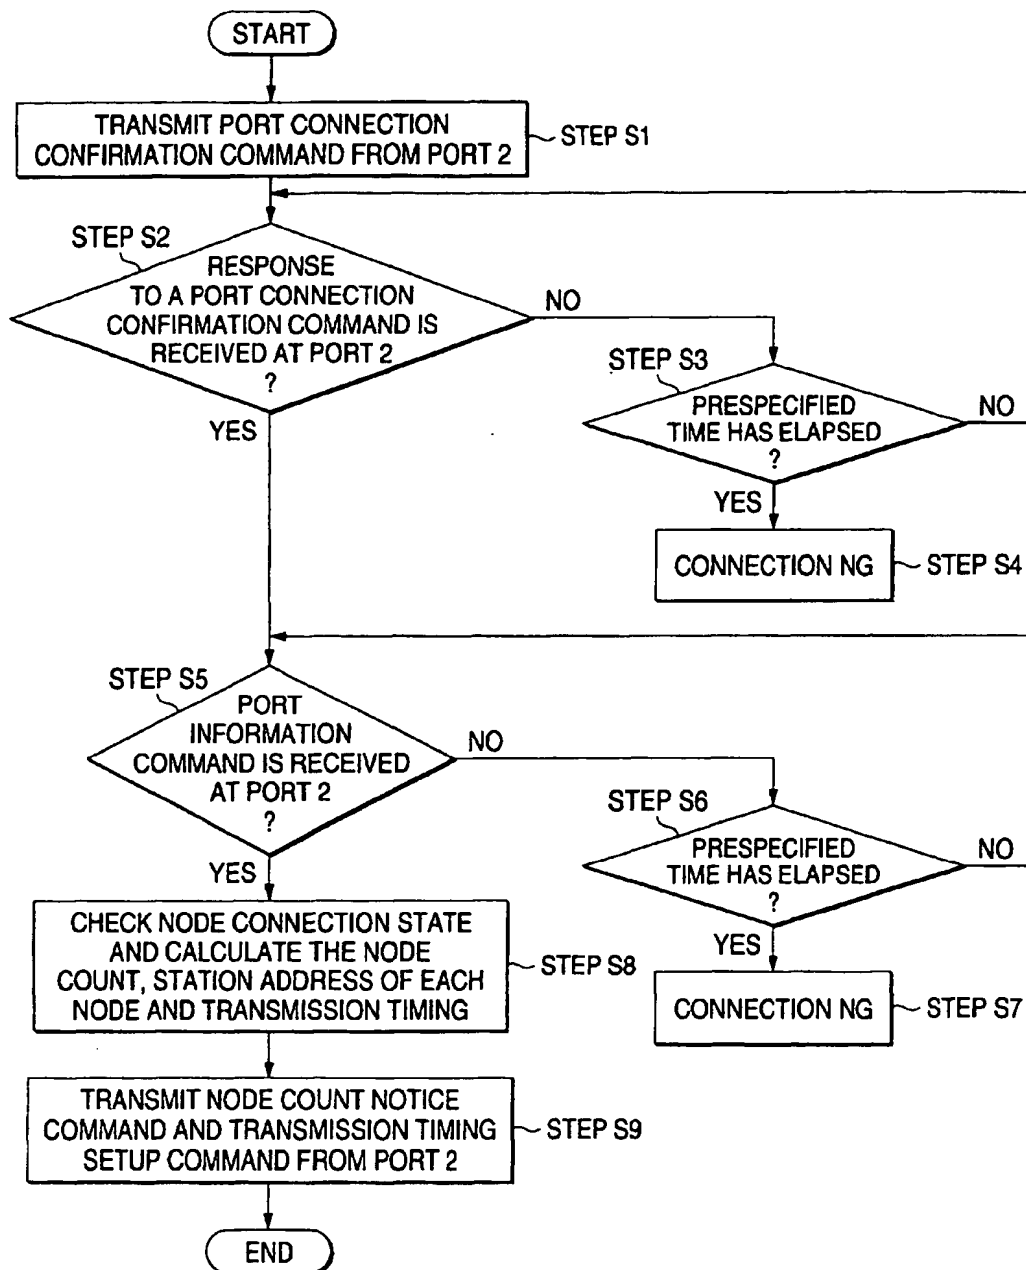 START
TRANSMIT PORT CONNECTION
CONFIRMATION COMMAND FROM PORT 2
STEP S1
STEP S2
RESPONSE
TO A PORT CONNECTION
CONFIRMATION COMMAND IS
RECEIVED AT PORT 2
?
NO
YES
STEP S3
PRESPECIFIED
TIME HAS ELAPSED
?
NO
YES
CONNECTION NG
STEP S4
STEP S5
PORT
INFORMATION
COMMAND IS RECEIVED
AT PORT 2
?
NO
YES
STEP S6
PRESPECIFIED
TIME HAS ELAPSED
?
NO
YES
CONNECTION NG
STEP S7
CHECK NODE CONNECTION STATE
AND CALCULATE THE NODE
COUNT, STATION ADDRESS OF EACH
NODE AND TRANSMISSION TIMING
STEP S8
TRANSMIT NODE COUNT NOTICE
COMMAND AND TRANSMISSION TIMING
SETUP COMMAND FROM PORT 2
STEP S9
END